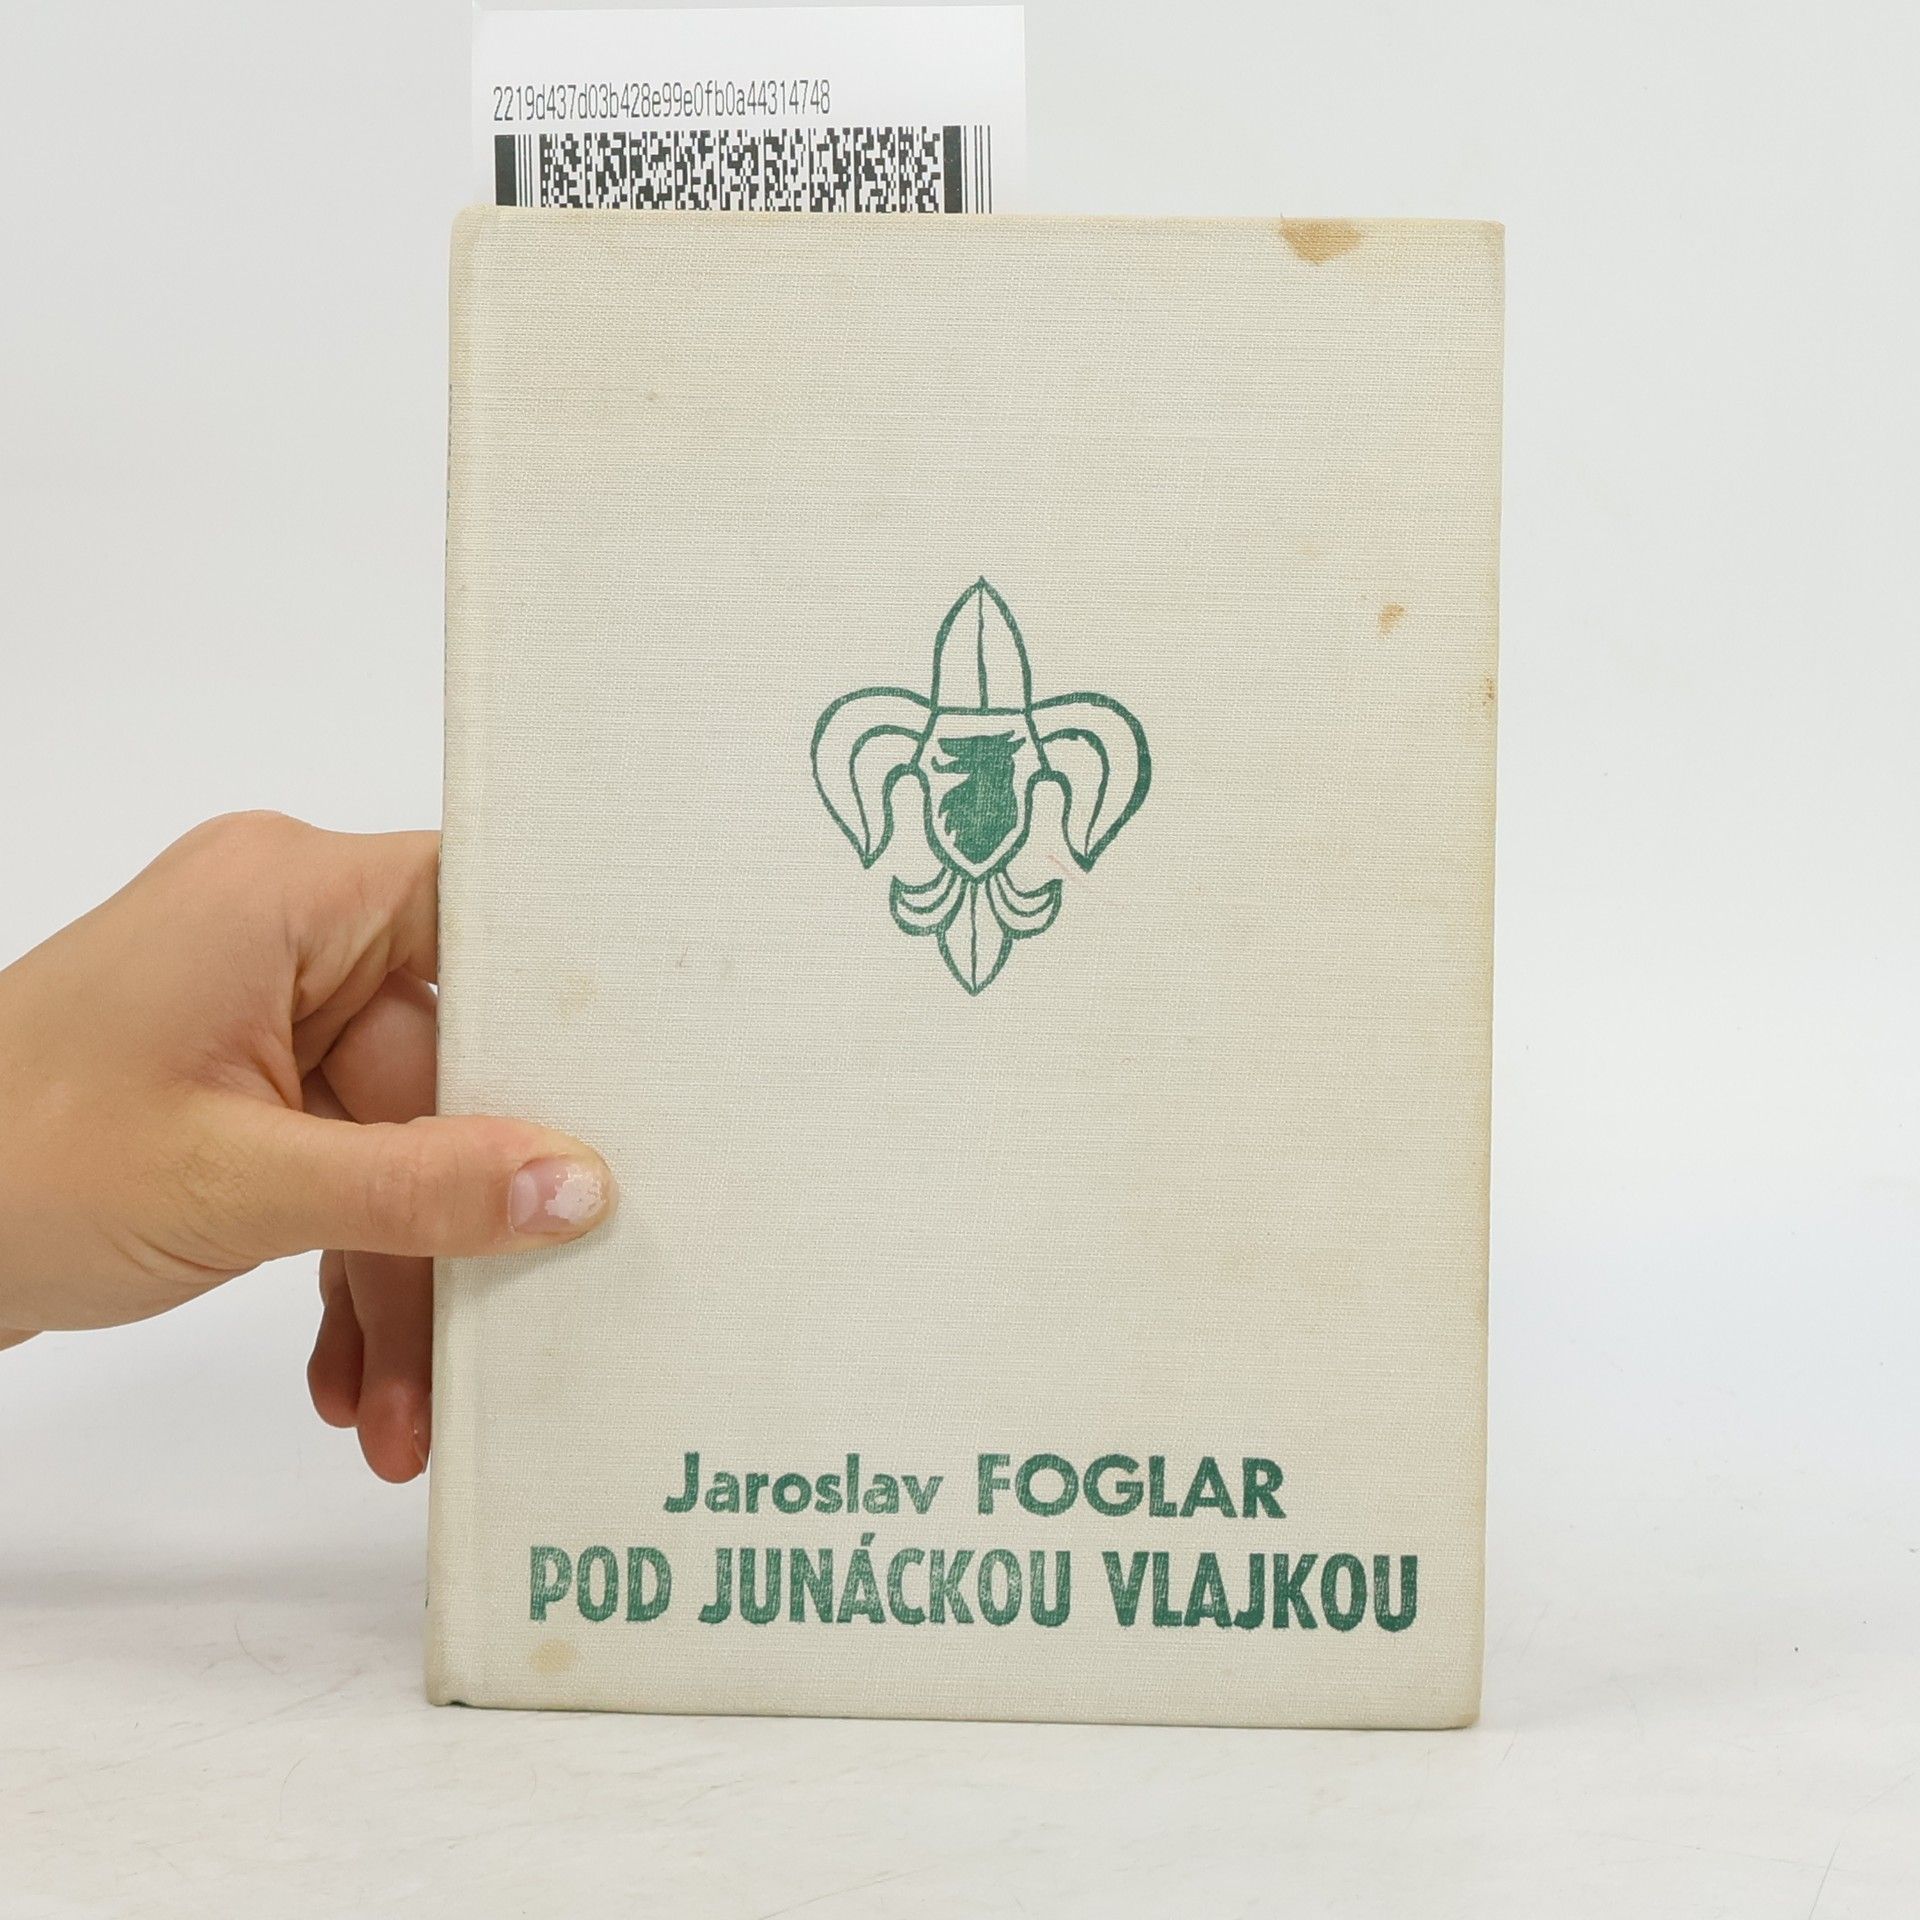 2219d437d03b428e99e0fb0a44314748
Jaroslav FOGLAR
POD JUNÁCKOU VLAJKOU